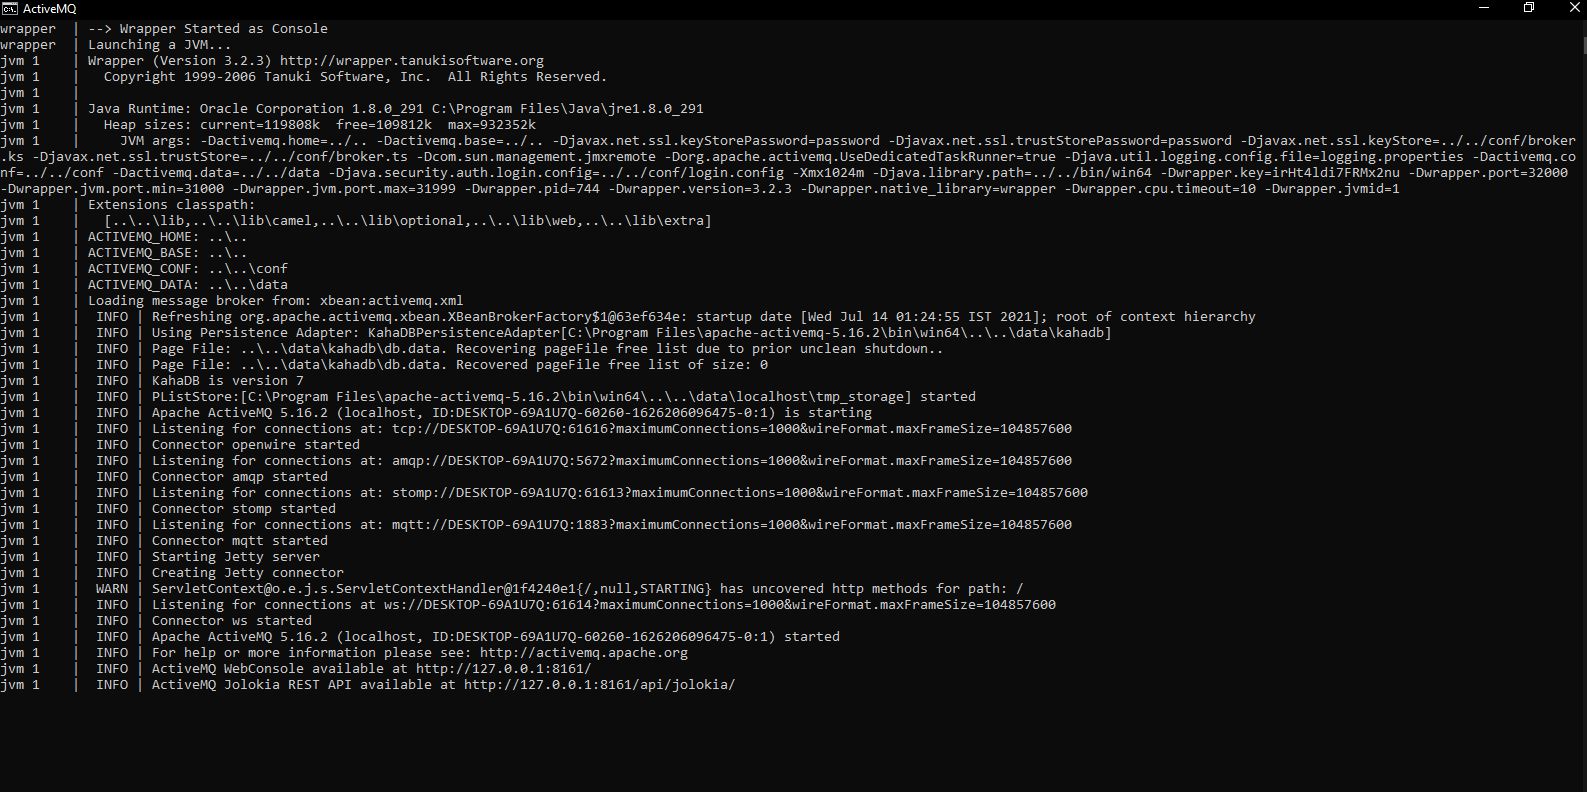 ActiveMQ
wrapper  | --> Wrapper Started as Console
wrapper  | Launching a JVM...
jvm 1    | Wrapper (Version 3.2.3) http://wrapper.tanukisoftware.org
jvm 1    |   Copyright 1999-2006 Tanuki Software, Inc.  All Rights Reserved.
jvm 1    |
jvm 1    | Java Runtime: Oracle Corporation 1.8.0_291 C:\Program Files\Java\jre1.8.0_291
jvm 1    |   Heap sizes: current=119808k  free=109812k  max=932352k
jvm 1    |     JVM args: -Dactivemq.home=../.. -Dactivemq.base=../.. -Djavax.net.ssl.keyStorePassword=password -Djavax.net.ssl.trustStorePassword=password -Djavax.net.ssl.keyStore=../../conf/broker
.ks -Djavax.net.ssl.trustStore=../../conf/broker.ts -Dcom.sun.management.jmxremote -Dorg.apache.activemq.UseDedicatedTaskRunner=true -Djava.util.logging.config.file=logging.properties -Dactivemq.co
nf=../../conf -Dactivemq.data=../../data -Djava.security.auth.login.config=../../conf/login.config -Xmx1024m -Djava.library.path=../../bin/win64 -Dwrapper.key=irHt4ldi7FRMx2nu -Dwrapper.port=32000
-Dwrapper.jvm.port.min=31000 -Dwrapper.jvm.port.max=31999 -Dwrapper.pid=744 -Dwrapper.version=3.2.3 -Dwrapper.native_library=wrapper -Dwrapper.cpu.timeout=10 -Dwrapper.jvmid=1
jvm 1    | Extensions classpath:
jvm 1    |   [..\..\lib,..\..\lib\camel,..\..\lib\optional,..\..\lib\web,..\..\lib\extra]
jvm 1    | ACTIVEMQ_HOME: ..\..
jvm 1    | ACTIVEMQ_BASE: ..\..
jvm 1    | ACTIVEMQ_CONF: ..\..\conf
jvm 1    | ACTIVEMQ_DATA: ..\..\data
jvm 1    | Loading message broker from: xbean:activemq.xml
jvm 1    |  INFO | Refreshing org.apache.activemq.xbean.XBeanBrokerFactory$1@63ef634e: startup date [Wed Jul 14 01:24:55 IST 2021]; root of context hierarchy
jvm 1    |  INFO | Using Persistence Adapter: KahaDBPersistenceAdapter[C:\Program Files\apache-activemq-5.16.2\bin\win64\..\..\data\kahadb]
jvm 1    |  INFO | Page File: ..\..\data\kahadb\db.data. Recovering pageFile free list due to prior unclean shutdown..
jvm 1    |  INFO | Page File: ..\..\data\kahadb\db.data. Recovered pageFile free list of size: 0
jvm 1    |  INFO | KahaDB is version 7
jvm 1    |  INFO | PListStore:[C:\Program Files\apache-activemq-5.16.2\bin\win64\..\..\data\localhost\tmp_storage] started
jvm 1    |  INFO | Apache ActiveMQ 5.16.2 (localhost, ID:DESKTOP-69A1U7Q-60260-1626206096475-0:1) is starting
jvm 1    |  INFO | Listening for connections at: tcp://DESKTOP-69A1U7Q:61616?maximumConnections=1000&wireFormat.maxFrameSize=104857600
jvm 1    |  INFO | Connector openwire started
jvm 1    |  INFO | Listening for connections at: amqp://DESKTOP-69A1U7Q:5672?maximumConnections=1000&wireFormat.maxFrameSize=104857600
jvm 1    |  INFO | Connector amqp started
jvm 1    |  INFO | Listening for connections at: stomp://DESKTOP-69A1U7Q:61613?maximumConnections=1000&wireFormat.maxFrameSize=104857600
jvm 1    |  INFO | Connector stomp started
jvm 1    |  INFO | Listening for connections at: mqtt://DESKTOP-69A1U7Q:1883?maximumConnections=1000&wireFormat.maxFrameSize=104857600
jvm 1    |  INFO | Connector mqtt started
jvm 1    |  INFO | Starting Jetty server
jvm 1    |  INFO | Creating Jetty connector
jvm 1    |  WARN | ServletContext@o.e.j.s.ServletContextHandler@1f4240e1{/,null,STARTING} has uncovered http methods for path: /
jvm 1    |  INFO | Listening for connections at ws://DESKTOP-69A1U7Q:61614?maximumConnections=1000&wireFormat.maxFrameSize=104857600
jvm 1    |  INFO | Connector ws started
jvm 1    |  INFO | Apache ActiveMQ 5.16.2 (localhost, ID:DESKTOP-69A1U7Q-60260-1626206096475-0:1) started
jvm 1    |  INFO | For help or more information please see: http://activemq.apache.org
jvm 1    |  INFO | ActiveMQ WebConsole available at http://127.0.0.1:8161/
jvm 1    |  INFO | ActiveMQ Jolokia REST API available at http://127.0.0.1:8161/api/jolokia/